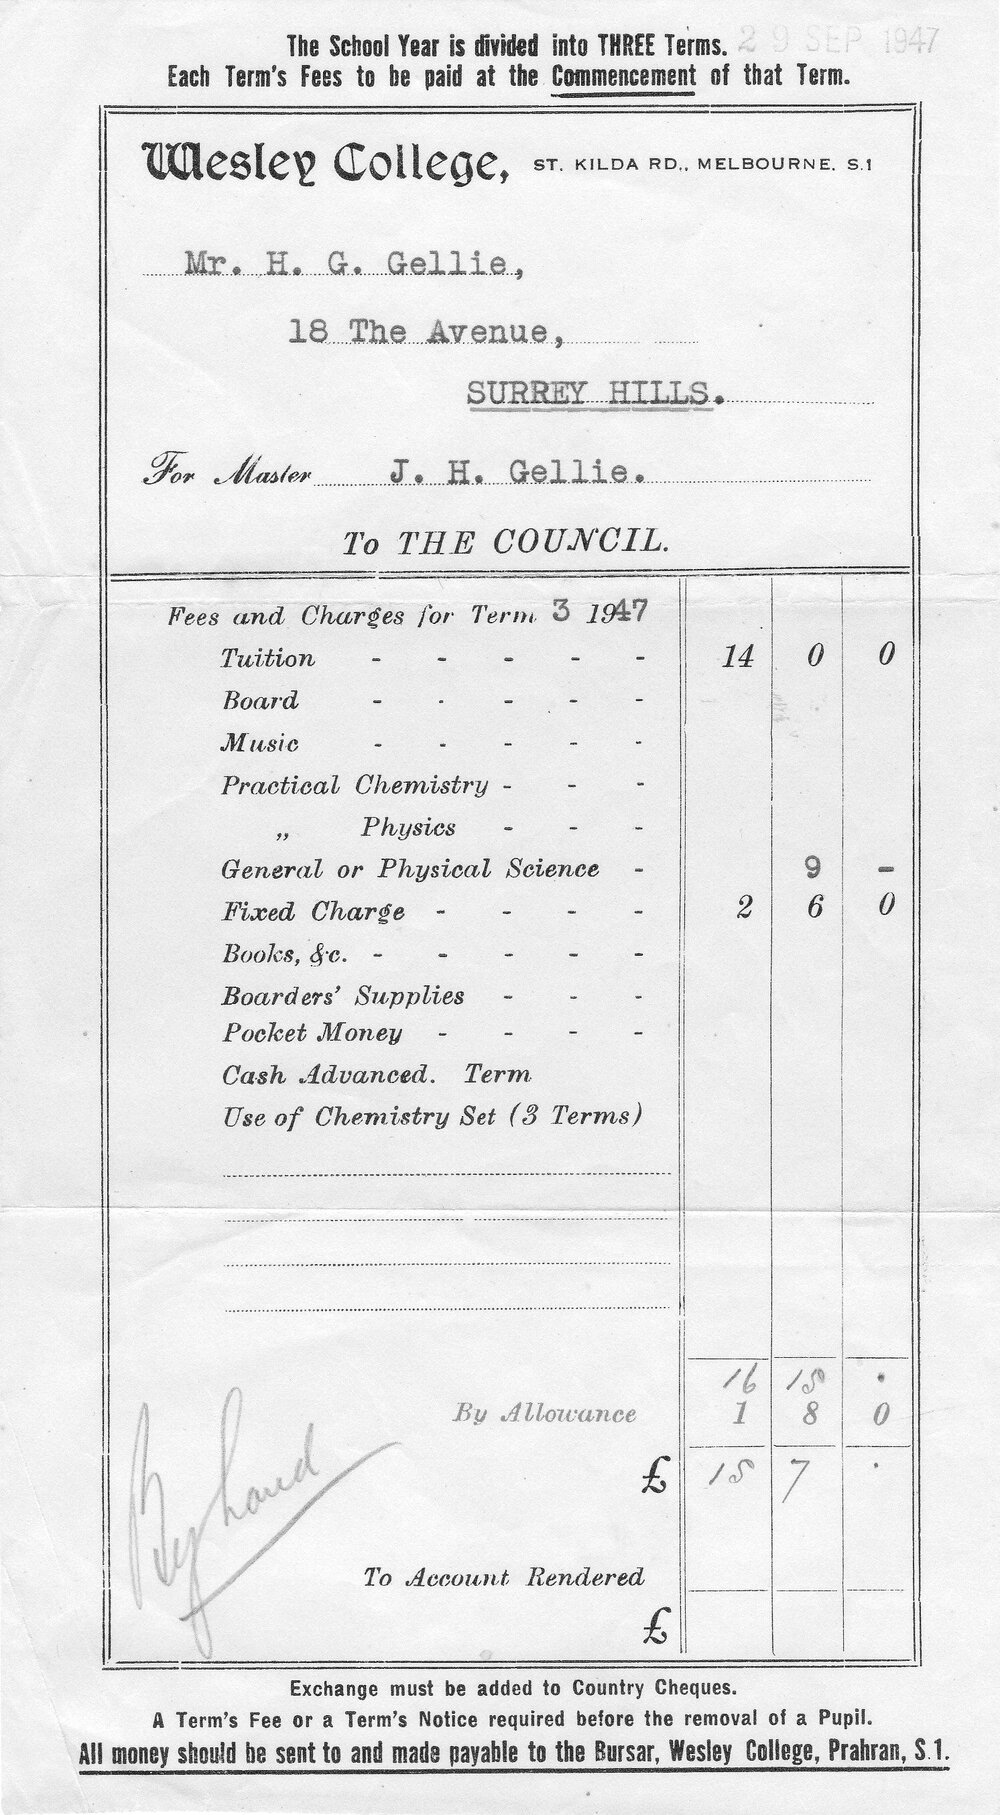 The School Year is divided into THREE Terms. 29 SEP 1947
Each Term's Fees to be paid at the Commencement of that Term.
Wesley College, ST. KILDA RD., MELBOURNE. S.1
Mr. H. G. Gellie,
18 The Avenue,
SURREY HILLS.
For Master J. H. Gellie.
To THE COUNCIL.
Fees and Charges for Term 3 1947
Tuition - - - - - 14 0 0
Board - - - - -
Music - - - - -
Practical Chemistry - - -
„ Physics - - -
General or Physical Science - 9 -
Fixed Charge - - - - 2 6 0
Books, &c. - - - - -
Boarders' Supplies - - -
Pocket Money - - - -
Cash Advanced. Term
Use of Chemistry Set (3 Terms)
16 15 .
By Allowance 1 8 0
£ 15 7 .
By hand
To Account Rendered
£
Exchange must be added to Country Cheques.
A Term's Fee or a Term's Notice required before the removal of a Pupil.
All money should be sent to and made payable to the Bursar, Wesley College, Prahran, S.1.